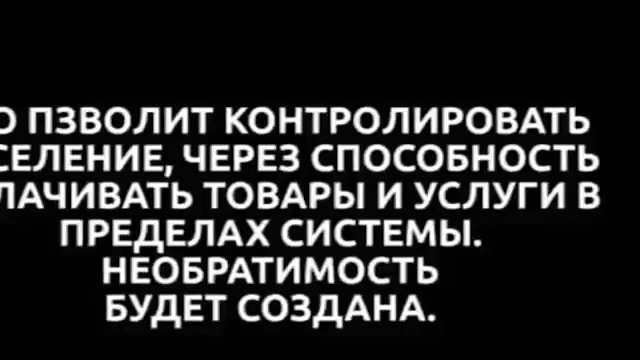 О ПЗВОЛИТ КОНТРОЛИРОВАТЬ
СЕЛЕНИЕ, ЧЕРЕЗ СПОСОБНОСТЬ
ЛАЧИВАТЬ ТОВАРЫ И УСЛУГИ В
ПРЕДЕЛАХ СИСТЕМЫ.
НЕОБРАТИМОСТЬ
БУДЕТ СОЗДАНА.